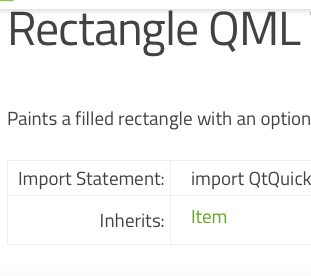 Rectangle QML
Paints a filled rectangle with an option
Import Statement: import QtQuick
Inherits: Item